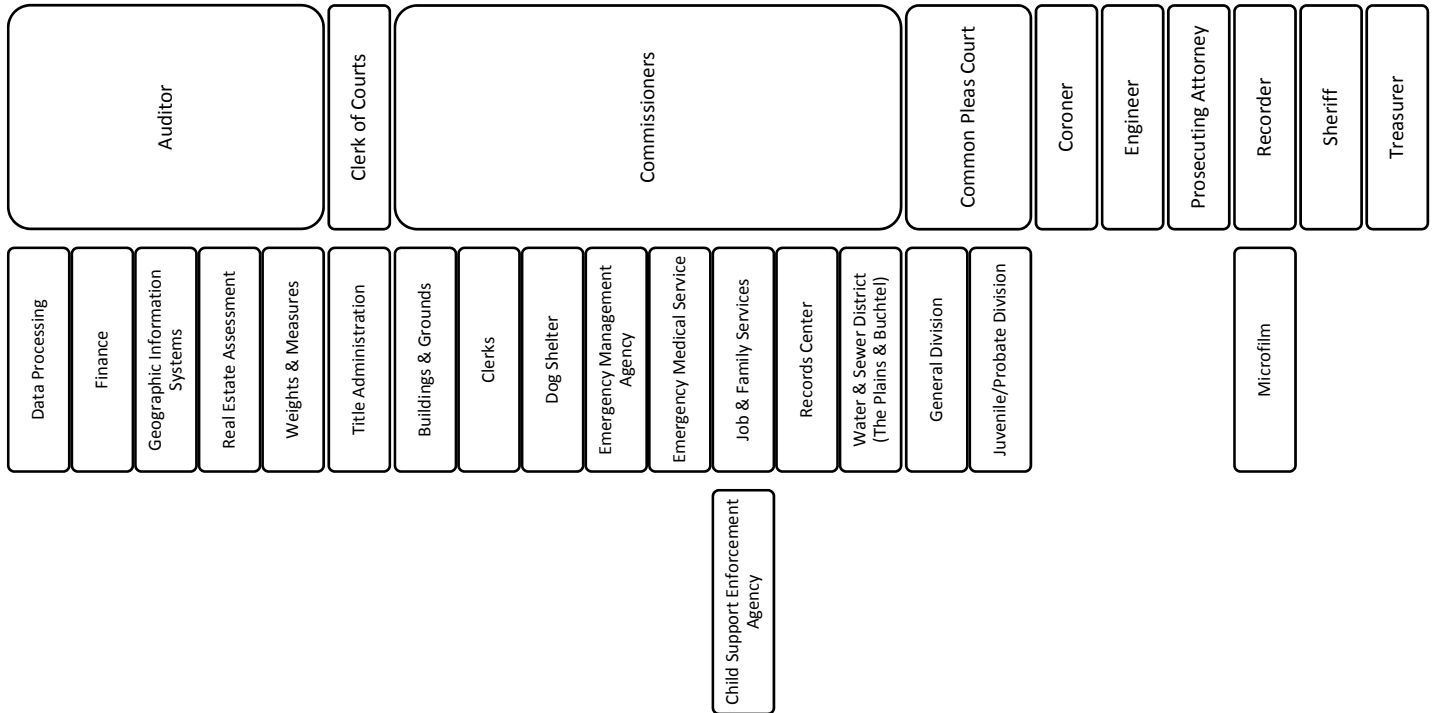 Auditor
Clerk of Courts
Commissioners
Common Pleas Court
Coroner
Engineer
Prosecuting Attorney
Recorder
Sheriff
Treasurer
Data Processing
Finance
Geographic Information
Systems
Real Estate Assessment
Weights & Measures
Title Administration
Buildings & Grounds
Clerks
Dog Shelter
Emergency Management
Agency
Emergency Medical Service
Job & Family Services
Records Center
Water & Sewer District
(The Plains & Buchtel)
General Division
Juvenile/Probate Division
Microfilm
Child Support Enforcement
Agency